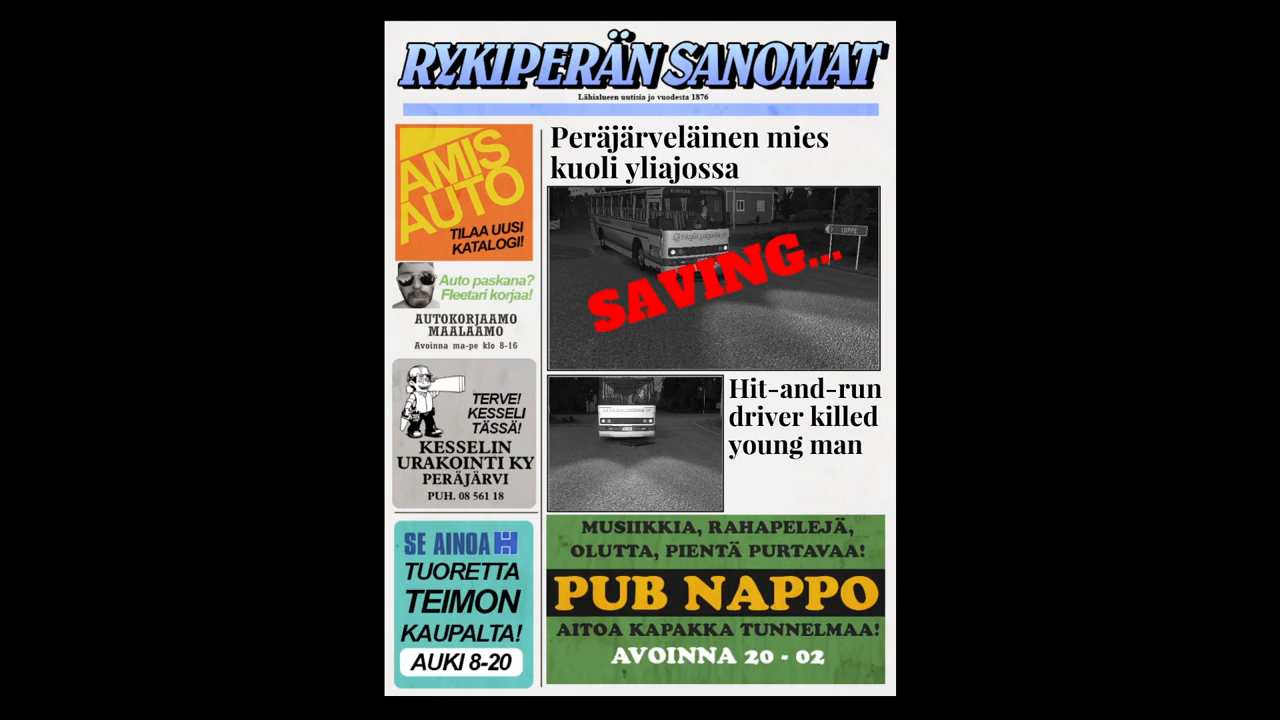 RYKIPERÄN SANOMAT
Lähialueen uutisia jo vuodesta 1876
AMIS
AUTO
TILAA UUSI
KATALOGI!
Auto paskana?
Fleetari korjaa!
AUTOKORJAAMO
MAALAAMO
Avoinna ma-pe klo 8-16
TERVE!
KESSELI
TÄSSÄ!
KESSELIN
URAKOINTI KY
PERÄJÄRVI
PUH. 08 561 18
SE AINOA
TUORETTA
TEIMON
KAUPALTA!
AUKI 8-20
Peräjärveläinen mies
kuoli yliajossa
LOPPE
SAVING...
Hit-and-run
driver killed
young man
MUSIIKKIA, RAHAPELEJÄ,
OLUTTA, PIENTÄ PURTAVAA!
PUB NAPPO
AITOA KAPAKKA TUNNELMAA!
AVOINNA 20 - 02